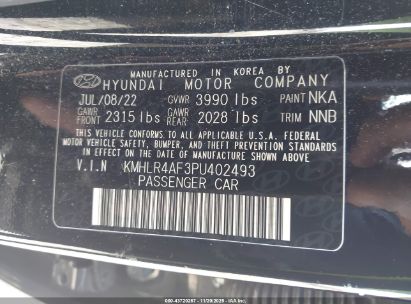 MANUFACTURED IN KOREA BY
HYUNDAI MOTOR COMPANY
JUL/08/22 GVWR 3990 lbs PAINT NKA
GAWR FRONT 2315 lbs GAWR REAR 2028 lbs TRIM NNB
THIS VEHICLE CONFORMS TO ALL APPLICABLE U.S.A. FEDERAL
MOTOR VEHICLE SAFETY, BUMPER, AND THEFT PREVENTION
STANDARDS IN EFFECT ON THE DATE OF MANUFACTURE SHOWN ABOVE.
V.I.N KMHLR4AF3PU402493
PASSENGER CAR